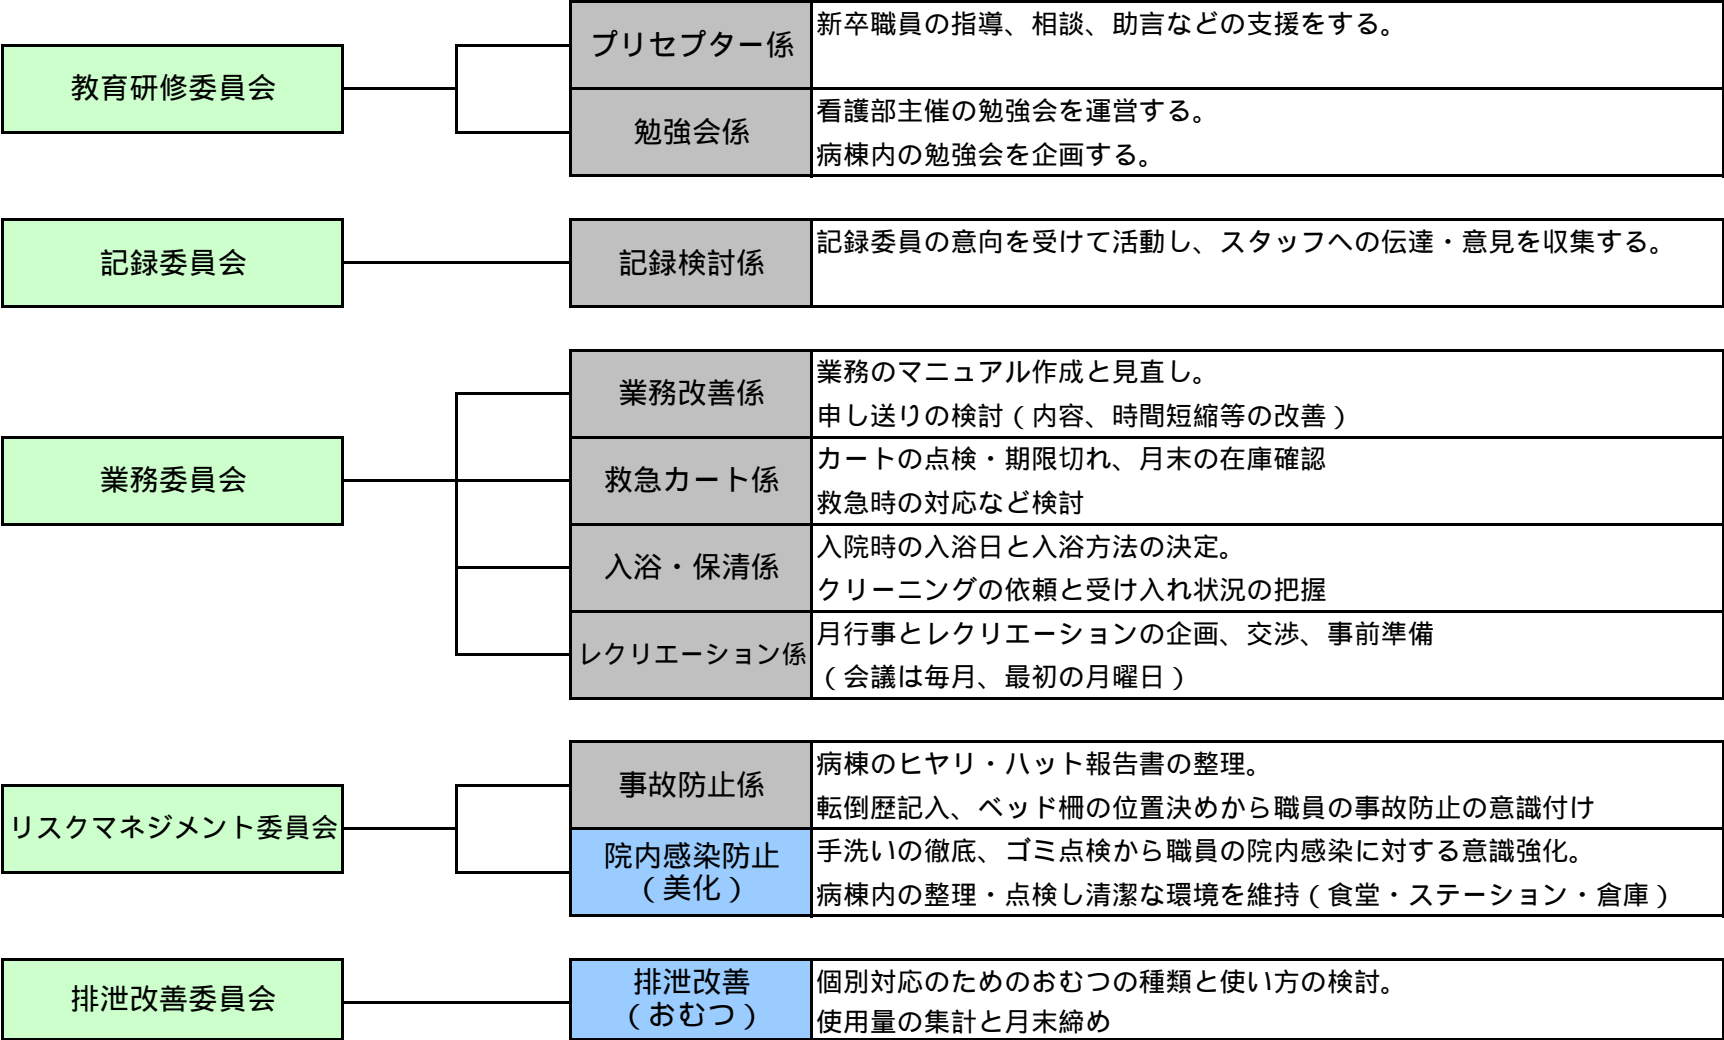 教育研修委員会
プリセプター係
新卒職員の指導、相談、助言などの支援をする。
勉強会係
看護部主催の勉強会を運営する。
病棟内の勉強会を企画する。
記録委員会
記録検討係
記録委員の意向を受けて活動し、スタッフへの伝達・意見を収集する。
業務委員会
業務改善係
業務のマニュアル作成と見直し。
申し送りの検討（内容、時間短縮等の改善）
救急カート係
カートの点検・期限切れ、月末の在庫確認
救急時の対応など検討
入浴・保清係
入院時の入浴日と入浴方法の決定。
クリーニングの依頼と受け入れ状況の把握
レクリエーション係
月行事とレクリエーションの企画、交渉、事前準備
（会議は毎月、最初の月曜日）
リスクマネジメント委員会
事故防止係
病棟のヒヤリ・ハット報告書の整理。
転倒歴記入、ベッド柵の位置決めから職員の事故防止の意識付け
院内感染防止
（美化）
手洗いの徹底、ゴミ点検から職員の院内感染に対する意識強化。
病棟内の整理・点検し清潔な環境を維持（食堂・ステーション・倉庫）
排泄改善委員会
排泄改善
（おむつ）
個別対応のためのおむつの種類と使い方の検討。
使用量の集計と月末締め